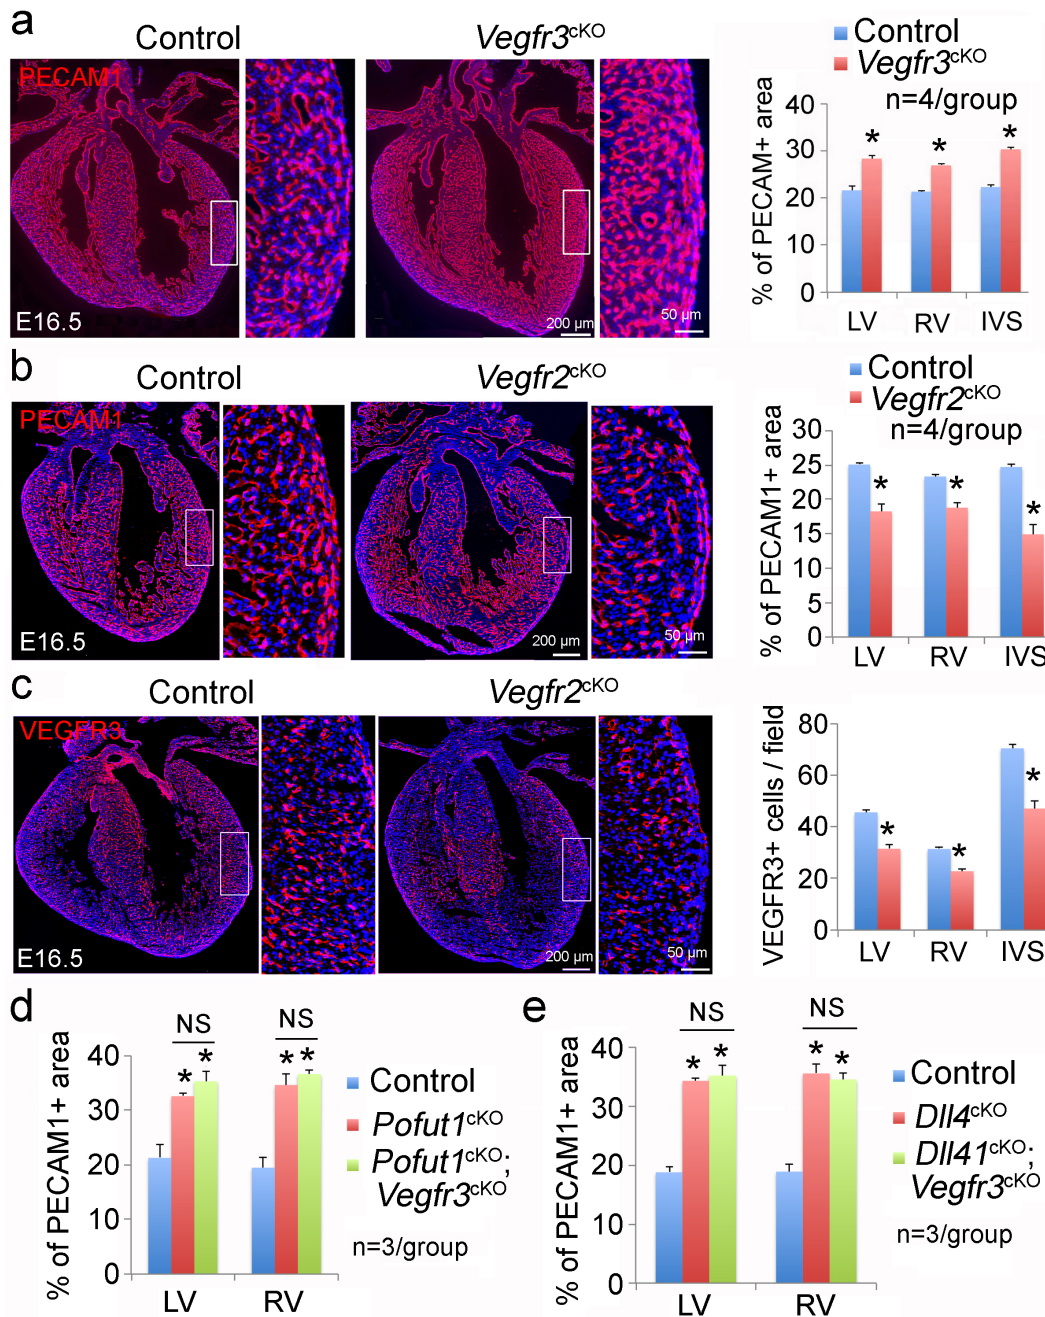 a
Control
Vegfr3cKO
PECAM1
E16.5
200 µm
50 µm
Control
Vegfr3cKO
n=4/group
% of PECAM+ area
40
30
20
10
0
* * *
LV RV IVS
b
Control
Vegfr2cKO
PECAM1
E16.5
200 µm
50 µm
Control
Vegfr2cKO
n=4/group
% of PECAM1+ area
30
25
20
15
10
5
0
* * *
LV RV IVS
c
Control
Vegfr2cKO
VEGFR3
E16.5
200 µm
50 µm
VEGFR3+ cells / field
80
60
40
20
0
* * *
LV RV IVS
d
% of PECAM1+ area
40
30
20
10
0
NS NS
* * * *
LV RV
Control
Pofut1cKO
Pofut1cKO;
Vegfr3cKO
n=3/group
e
% of PECAM1+ area
40
30
20
10
0
NS NS
* * * *
LV RV
Control
Dll4cKO
Dll41cKO;
Vegfr3cKO
n=3/group